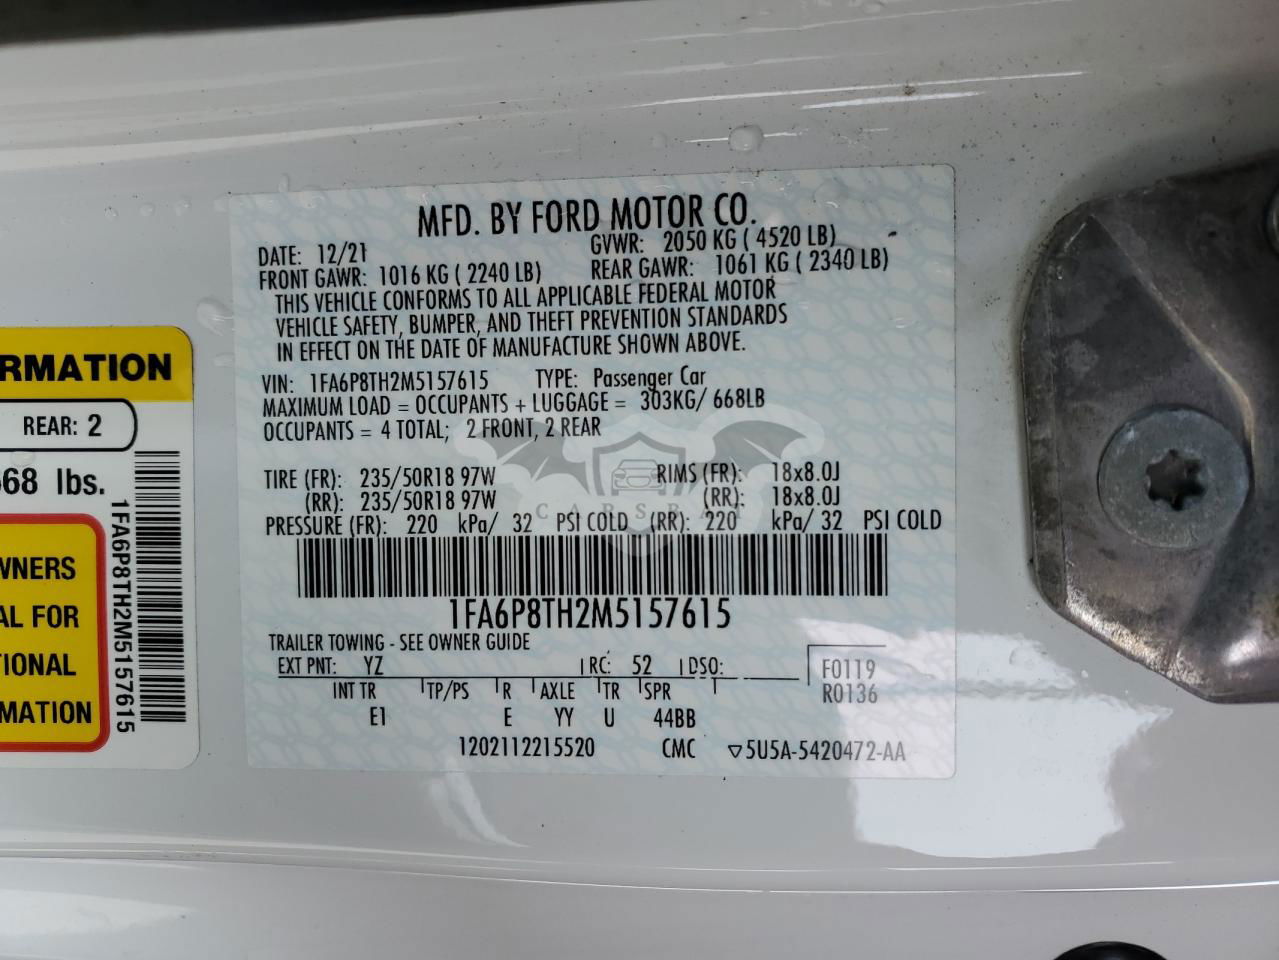 MFD. BY FORD MOTOR CO.
DATE: 12/21 GVWR: 2050 KG ( 4520 LB)
FRONT GAWR: 1016 KG ( 2240 LB) REAR GAWR: 1061 KG ( 2340 LB)
THIS VEHICLE CONFORMS TO ALL APPLICABLE FEDERAL MOTOR
VEHICLE SAFETY, BUMPER, AND THEFT PREVENTION STANDARDS
IN EFFECT ON THE DATE OF MANUFACTURE SHOWN ABOVE.
VIN: 1FA6P8TH2M5157615 TYPE: Passenger Car
MAXIMUM LOAD = OCCUPANTS + LUGGAGE = 303KG/ 668LB
OCCUPANTS = 4 TOTAL; 2 FRONT, 2 REAR
TIRE (FR): 235/50R18 97W RIMS (FR): 18x8.0J
(RR): 235/50R18 97W (RR): 18x8.0J
CARSBAT
PRESSURE (FR): 220 kPa/ 32 PSI COLD (RR): 220 kPa/ 32 PSI COLD
1FA6P8TH2M5157615
TRAILER TOWING - SEE OWNER GUIDE
EXT PNT: YZ RC: 52 DSO: F0119
INT TR TP/PS R AXLE TR SPR R0136
E1 E YY U 44BB
1202112215520 CMC ▽5U5A-5420472-AA
RMATION
REAR: 2
68 lbs.
1FA6P8TH2M5157615
WNERS
AL FOR
TIONAL
MATION